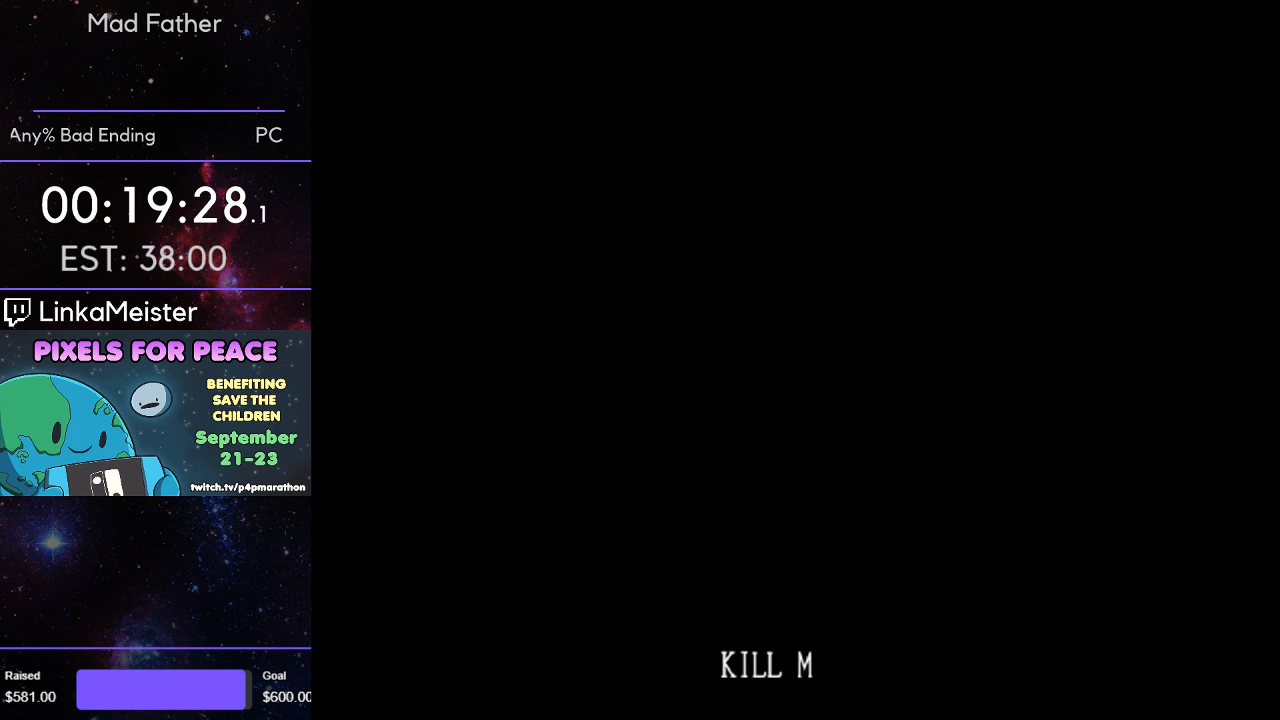 Mad Father
Any% Bad Ending
PC
00:19:28.1
EST: 38:00
LinkaMeister
PIXELS FOR PEACE
BENEFITING
SAVE THE
CHILDREN
September
21-23
twitch.tv/p4pmarathon
Raised
$581.00
Goal
$600.00
KILL M